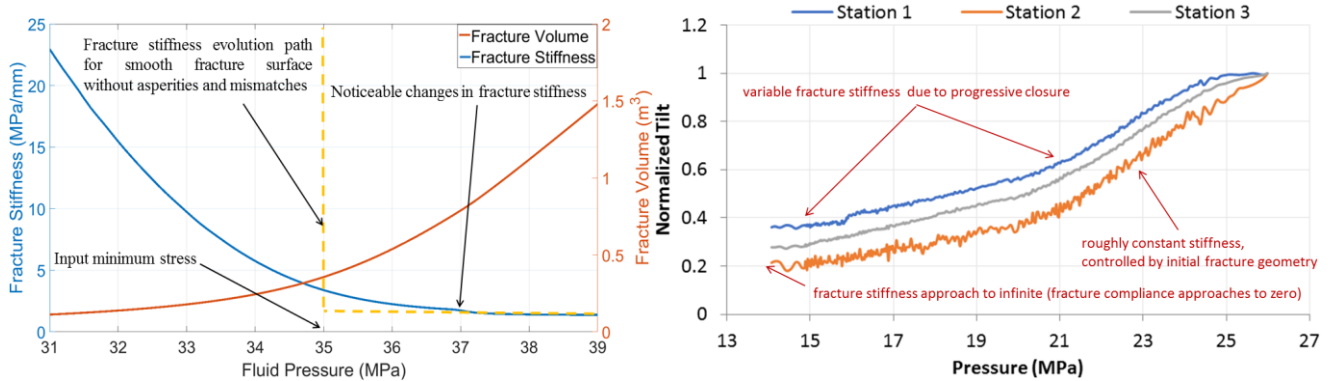 25
20
15
10
5
0
Fracture Stiffness (MPa/mm)
Fracture stiffness evolution path
for smooth fracture surface
without asperities and mismatches
Fracture Volume
Fracture Stiffness
Noticeable changes in fracture stiffness
Input minimum stress
2
1.5
1
0.5
0
Fracture Volume (m³)
31 32 33 34 35 36 37 38 39
Fluid Pressure (MPa)
Station 1 Station 2 Station 3
1
0.8
0.6
0.4
0.2
Normalized Tilt
variable fracture stiffness due to progressive closure
roughly constant stiffness,
controlled by initial fracture geometry
fracture stiffness approach to infinite (fracture compliance approaches to zero)
13 15 17 19 21 23 25 27
Pressure (MPa)